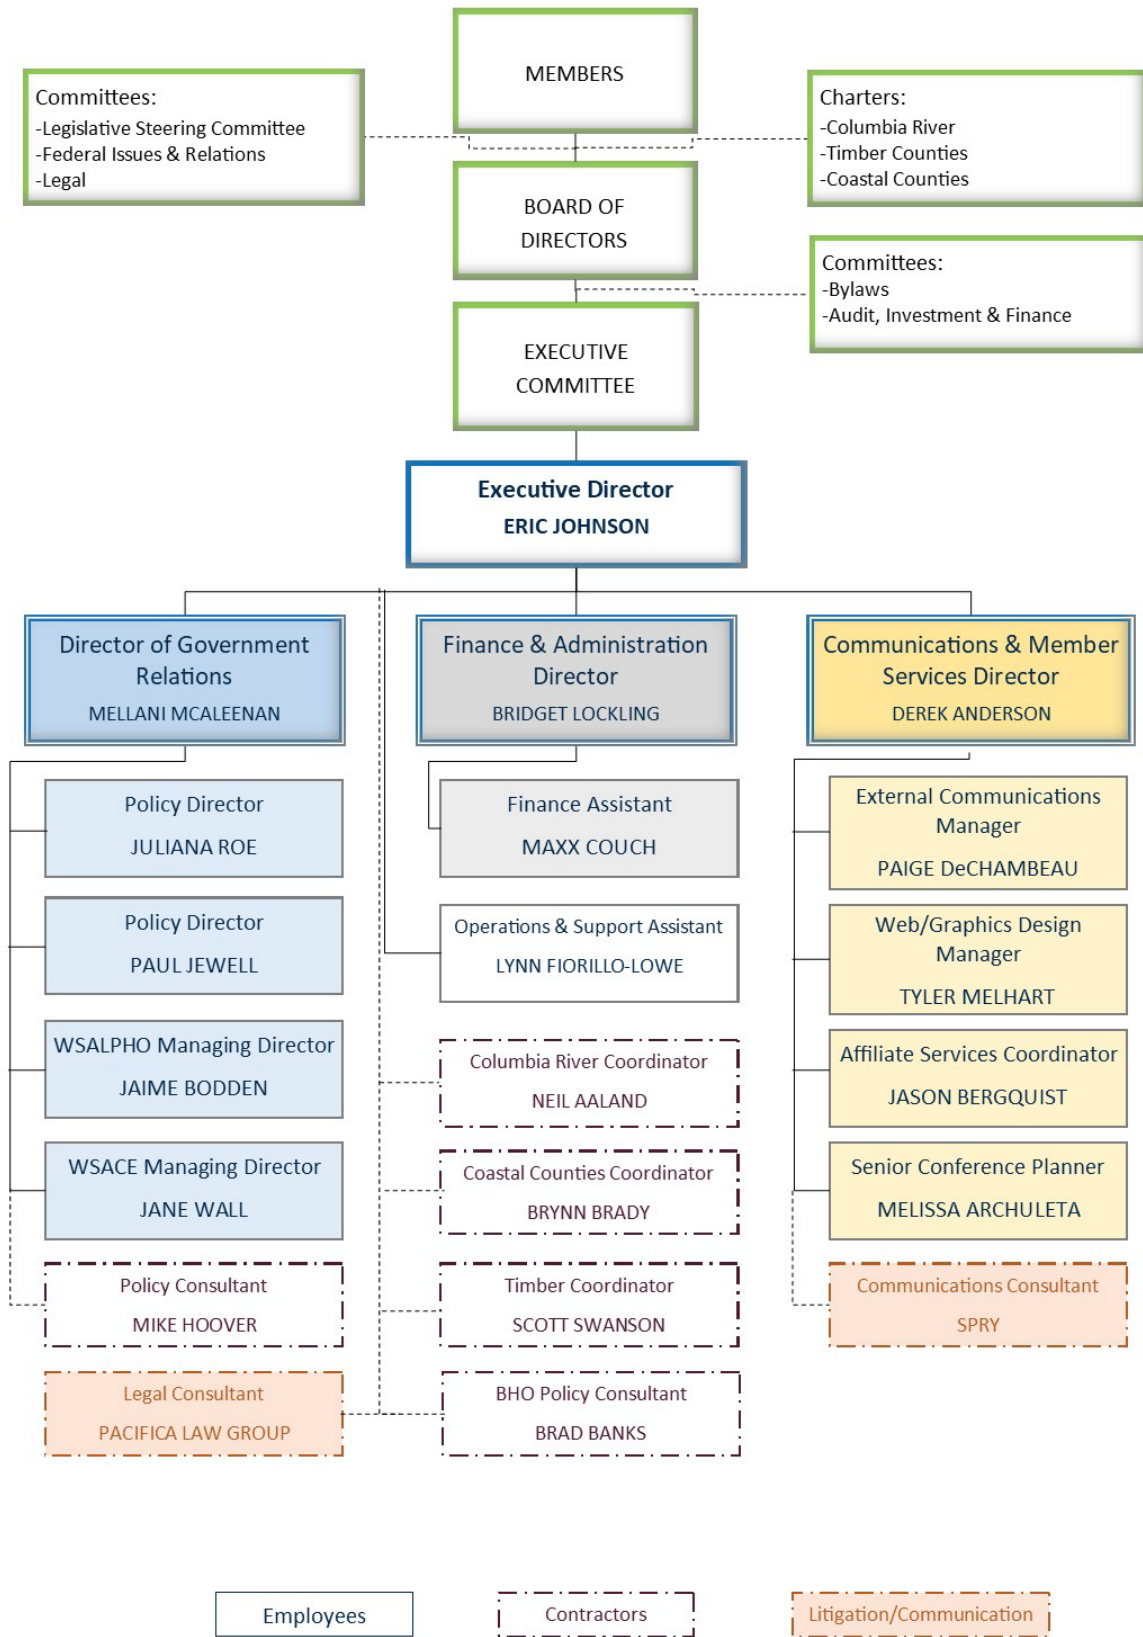 MEMBERS
Committees:
-Legislative Steering Committee
-Federal Issues & Relations
-Legal
Charters:
-Columbia River
-Timber Counties
-Coastal Counties
BOARD OF
DIRECTORS
Committees:
-Bylaws
-Audit, Investment & Finance
EXECUTIVE
COMMITTEE
Executive Director
ERIC JOHNSON
Director of Government
Relations
MELLANI MCALEENAN
Policy Director
JULIANA ROE
Policy Director
PAUL JEWELL
WSALPHO Managing Director
JAIME BODDEN
WSACE Managing Director
JANE WALL
Policy Consultant
MIKE HOOVER
Legal Consultant
PACIFICA LAW GROUP
Finance & Administration
Director
BRIDGET LOCKLING
Finance Assistant
MAXX COUCH
Operations & Support Assistant
LYNN FIORILLO-LOWE
Columbia River Coordinator
NEIL AALAND
Coastal Counties Coordinator
BRYNN BRADY
Timber Coordinator
SCOTT SWANSON
BHO Policy Consultant
BRAD BANKS
Communications & Member
Services Director
DEREK ANDERSON
External Communications
Manager
PAIGE DeCHAMBEAU
Web/Graphics Design
Manager
TYLER MELHART
Affiliate Services Coordinator
JASON BERGQUIST
Senior Conference Planner
MELISSA ARCHULETA
Communications Consultant
SPRY
Employees
Contractors
Litigation/Communication